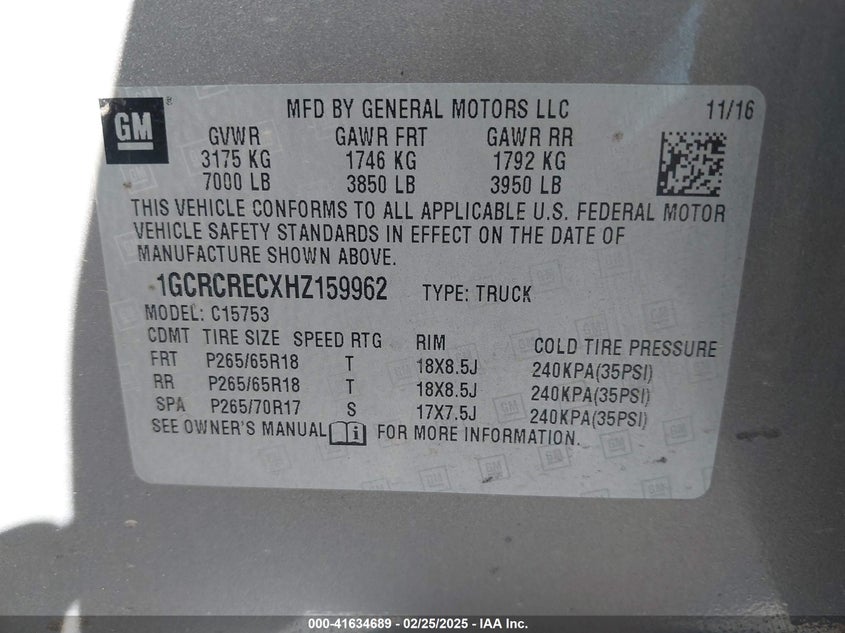 GM
MFD BY GENERAL MOTORS LLC 11/16
GVWR GAWR FRT GAWR RR
3175 KG 1746 KG 1792 KG
7000 LB 3850 LB 3950 LB
THIS VEHICLE CONFORMS TO ALL APPLICABLE U.S. FEDERAL MOTOR
VEHICLE SAFETY STANDARDS IN EFFECT ON THE DATE OF
MANUFACTURE SHOWN ABOVE.
1GCRCRECXHZ159962 TYPE: TRUCK
MODEL: C15753
CDMT TIRE SIZE SPEED RTG RIM COLD TIRE PRESSURE
FRT P265/65R18 T 18X8.5J 240KPA(35PSI)
RR P265/65R18 T 18X8.5J 240KPA(35PSI)
SPA P265/70R17 S 17X7.5J 240KPA(35PSI)
SEE OWNER'S MANUAL FOR MORE INFORMATION.
000-41634689 - 02/25/2025 - IAA Inc.